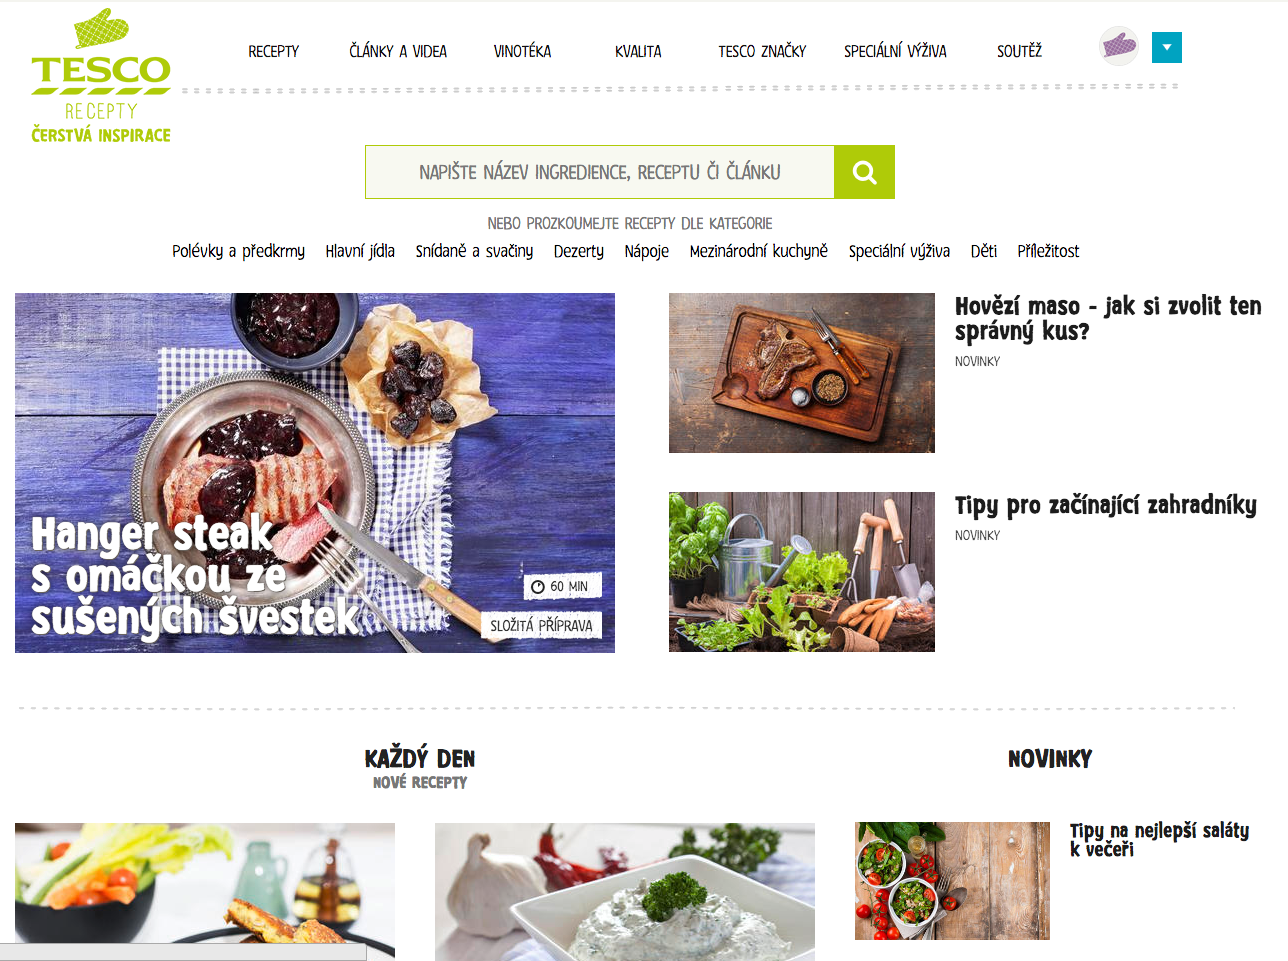 TESCO
RECEPTY
ČERSTVÁ INSPIRACE
RECEPTY
ČLÁNKY A VIDEA
VINOTÉKA
KVALITA
TESCO ZNAČKY
SPECIÁLNÍ VÝŽIVA
SOUTĚŽ
NAPIŠTE NÁZEV INGREDIENCE, RECEPTU ČI ČLÁNKU
NEBO PROZKOUMEJTE RECEPTY DLE KATEGORIE
Polévky a předkrmy
Hlavní jídla
Snídaně a svačiny
Dezerty
Nápoje
Mezinárodní kuchyně
Speciální výživa
Děti
Příležitost
Hanger steak
s omáčkou ze
sušených švestek
60 MIN
SLOŽITÁ PŘÍPRAVA
Hovězí maso - jak si zvolit ten
správný kus?
NOVINKY
Tipy pro začínající zahradníky
NOVINKY
KAŽDÝ DEN
NOVÉ RECEPTY
NOVINKY
Tipy na nejlepší saláty
k večeři